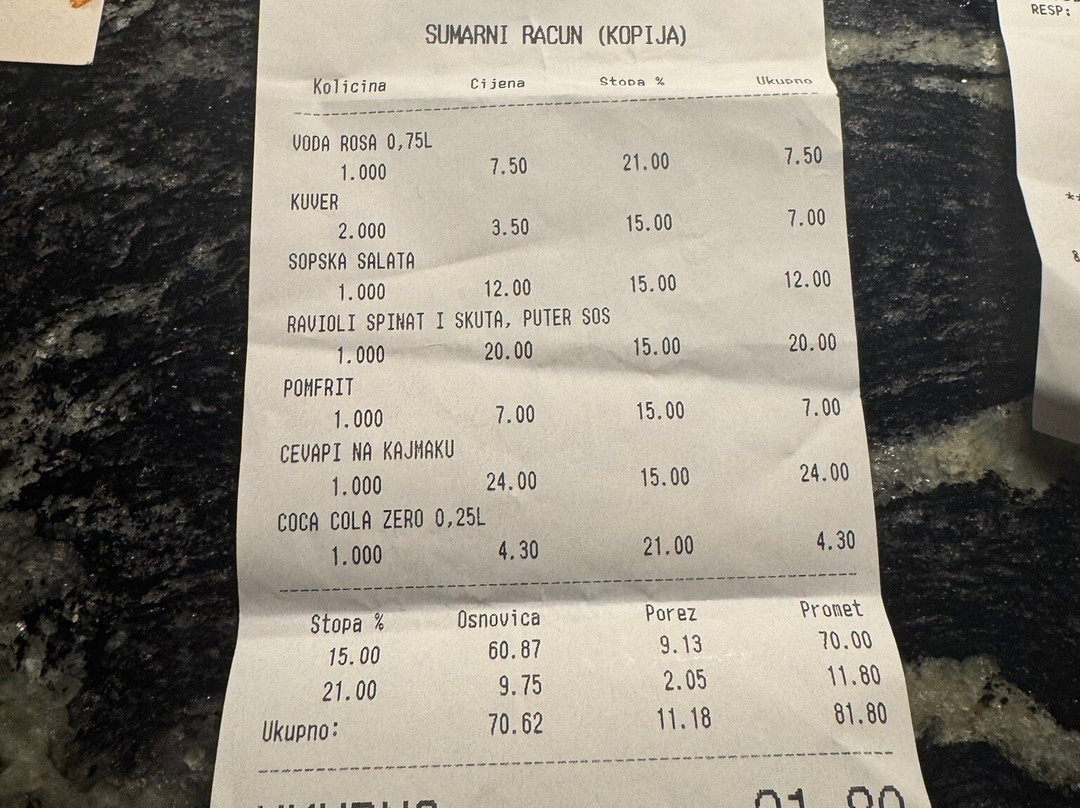 SUMARNI RACUN (KOPIJA)
Kolicina Cijena Stopa % Ukupno
VODA ROSA 0,75L
1.000 7.50 21.00 7.50
KUVER
2.000 3.50 15.00 7.00
SOPSKA SALATA
1.000 12.00 15.00 12.00
RAVIOLI SPINAT I SKUTA, PUTER SOS
1.000 20.00 15.00 20.00
POMFRIT
1.000 7.00 15.00 7.00
CEVAPI NA KAJMAKU
1.000 24.00 15.00 24.00
COCA COLA ZERO 0,25L
1.000 4.30 21.00 4.30
Stopa % Osnovica Porez Promet
15.00 60.87 9.13 70.00
21.00 9.75 2.05 11.80
Ukupno: 70.62 11.18 81.80
RESP: